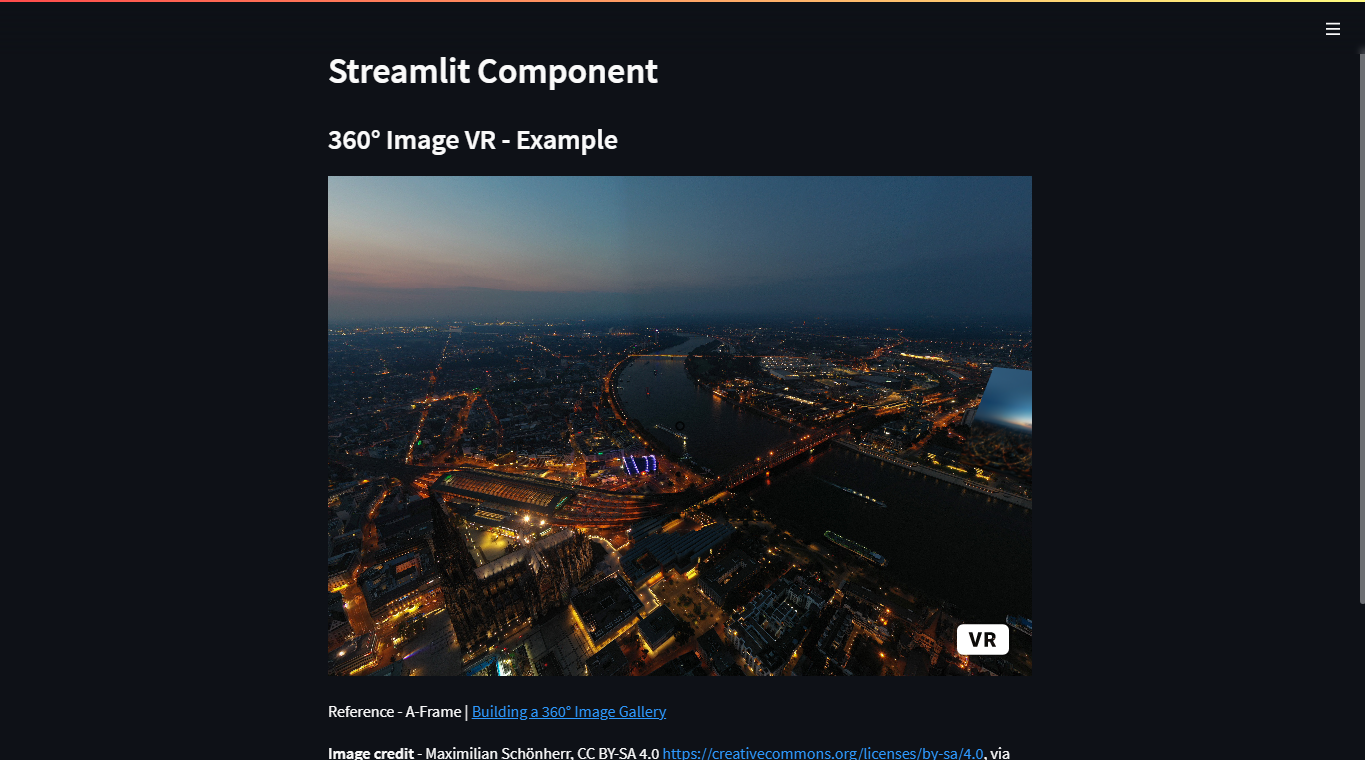 Streamlit Component
360° Image VR - Example
VR
Reference - A-Frame | Building a 360° Image Gallery
Image credit - Maximilian Schönherr, CC BY-SA 4.0 https://creativecommons.org/licenses/by-sa/4.0, via